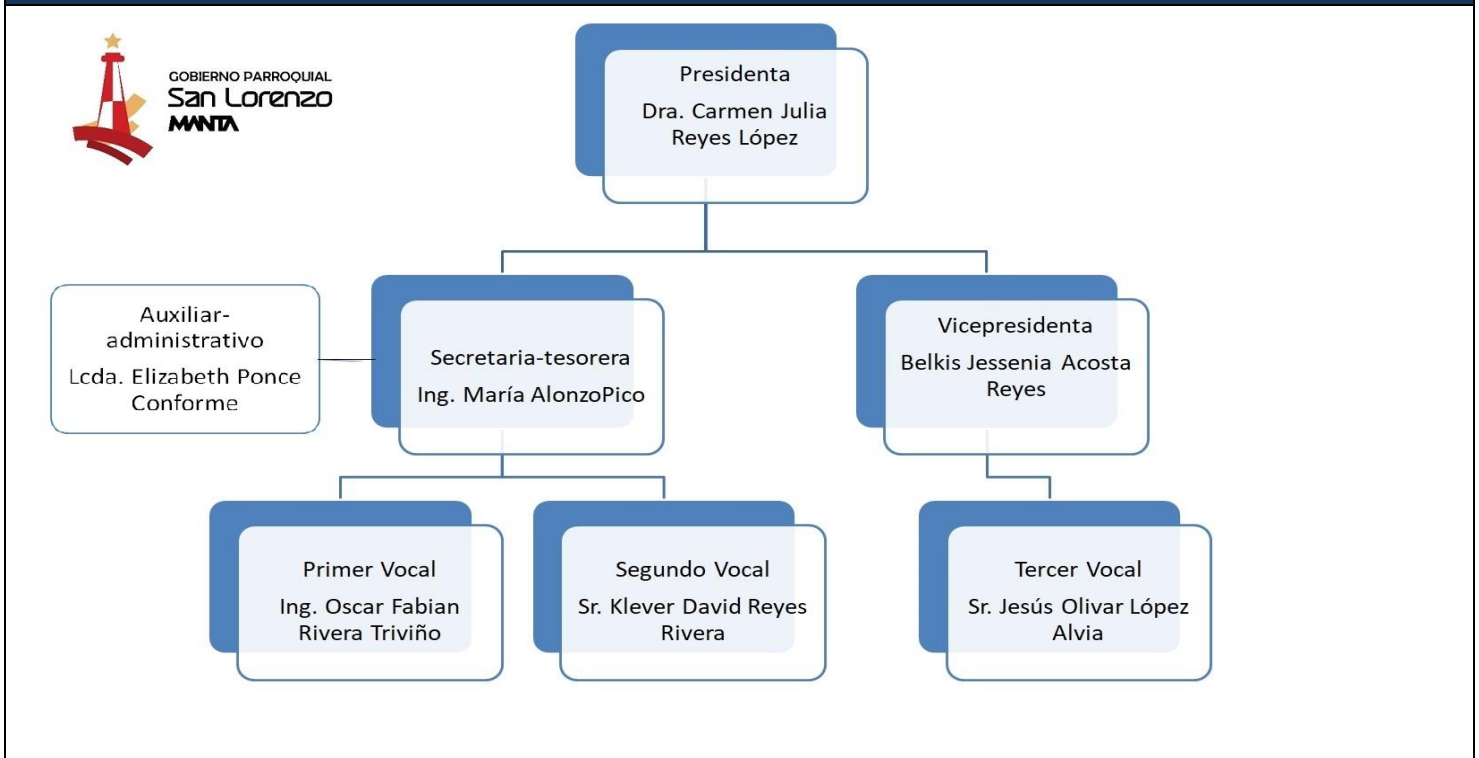 GOBIERNO PARROQUIAL
San Lorenzo
MANTA
Presidenta
Dra. Carmen Julia
Reyes López
Auxiliar-
administrativo
Lcda. Elizabeth Ponce
Conforme
Secretaria-tesorera
Ing. María AlonzoPico
Vicepresidenta
Belkis Jessenia Acosta
Reyes
Primer Vocal
Ing. Oscar Fabian
Rivera Triviño
Segundo Vocal
Sr. Klever David Reyes
Rivera
Tercer Vocal
Sr. Jesús Olivar López
Alvia